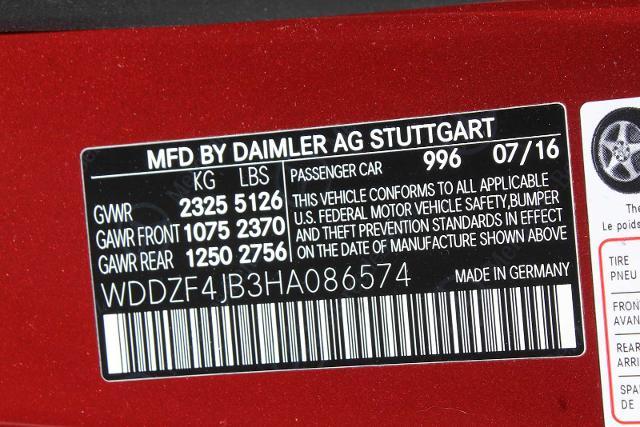 MFD BY DAIMLER AG STUTTGART
KG LBS
GVWR 2325 5126
GAWR FRONT 1075 2370
GAWR REAR 1250 2756
PASSENGER CAR 996 07/16
THIS VEHICLE CONFORMS TO ALL APPLICABLE
U.S. FEDERAL MOTOR VEHICLE SAFETY,BUMPER
AND THEFT PREVENTION STANDARDS IN EFFECT
ON THE DATE OF MANUFACTURE SHOWN ABOVE
WDDZF4JB3HA086574 MADE IN GERMANY
The
Le poids
TIRE
PNEU
FRON
AVAN
REAR
ARRI
SPA
DE